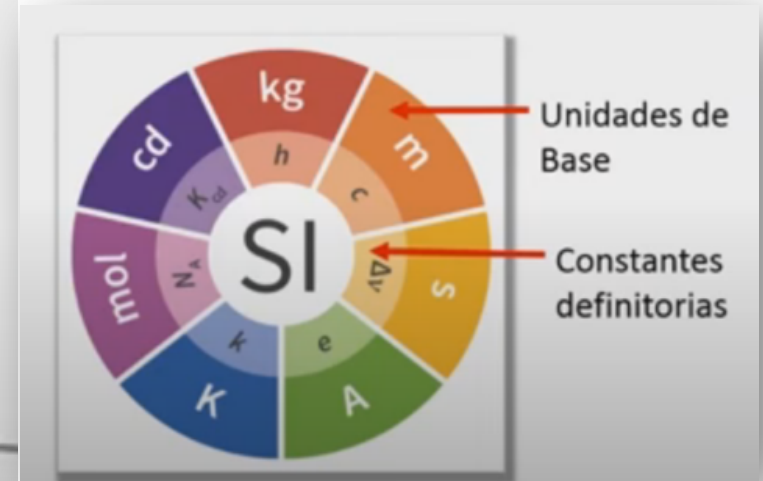 kg
m
s
A
K
mol
cd
h
c
Δν
e
k
N_A
K_cd
SI
Unidades de
Base
Constantes
definitorias